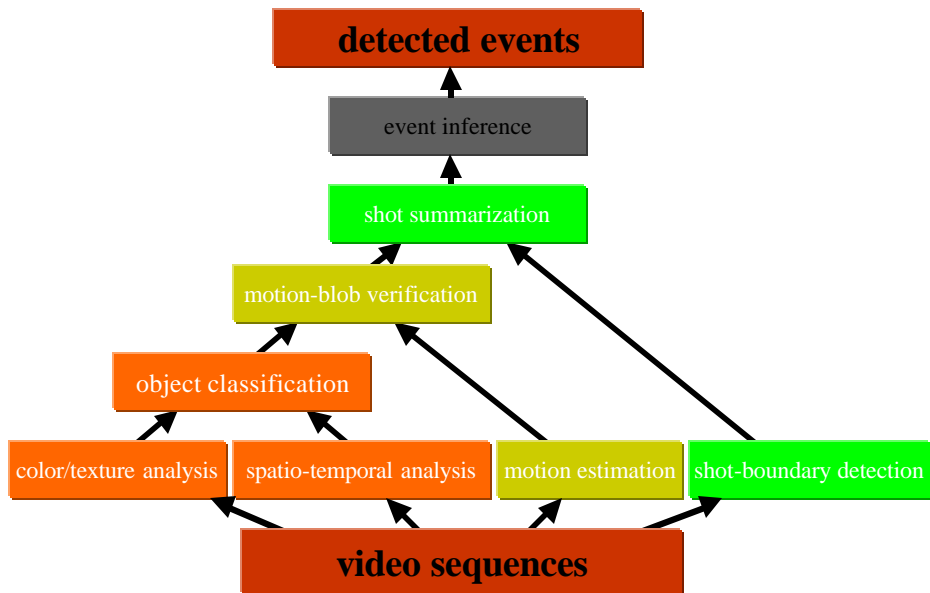 detected events
event inference
shot summarization
motion-blob verification
object classification
color/texture analysis
spatio-temporal analysis
motion estimation
shot-boundary detection
video sequences